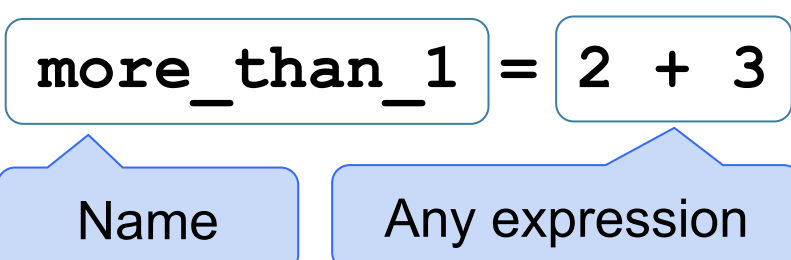 more_than_1 = 2 + 3
Name
Any expression